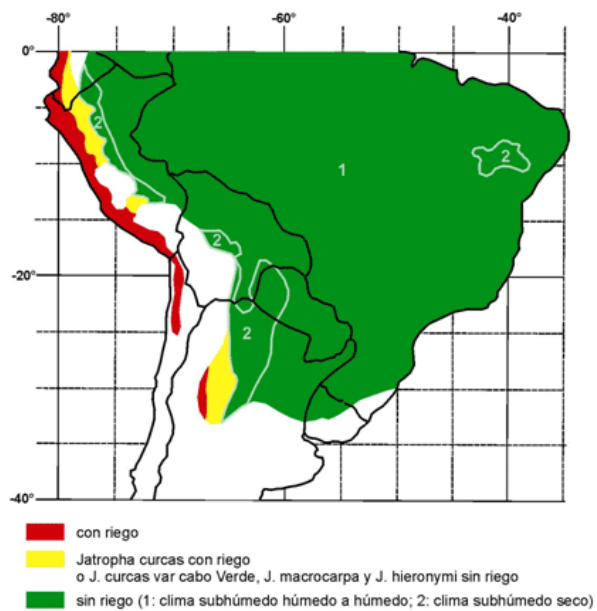 -80° -60° -40°
0°
2
2
1
2
-20°
2
-40°
con riego
Jatropha curcas con riego
o J. curcas var cabo Verde, J. macrocarpa y J. hieronymi sin riego
sin riego (1: clima subhúmedo húmedo a húmedo; 2: clima subhúmedo seco)